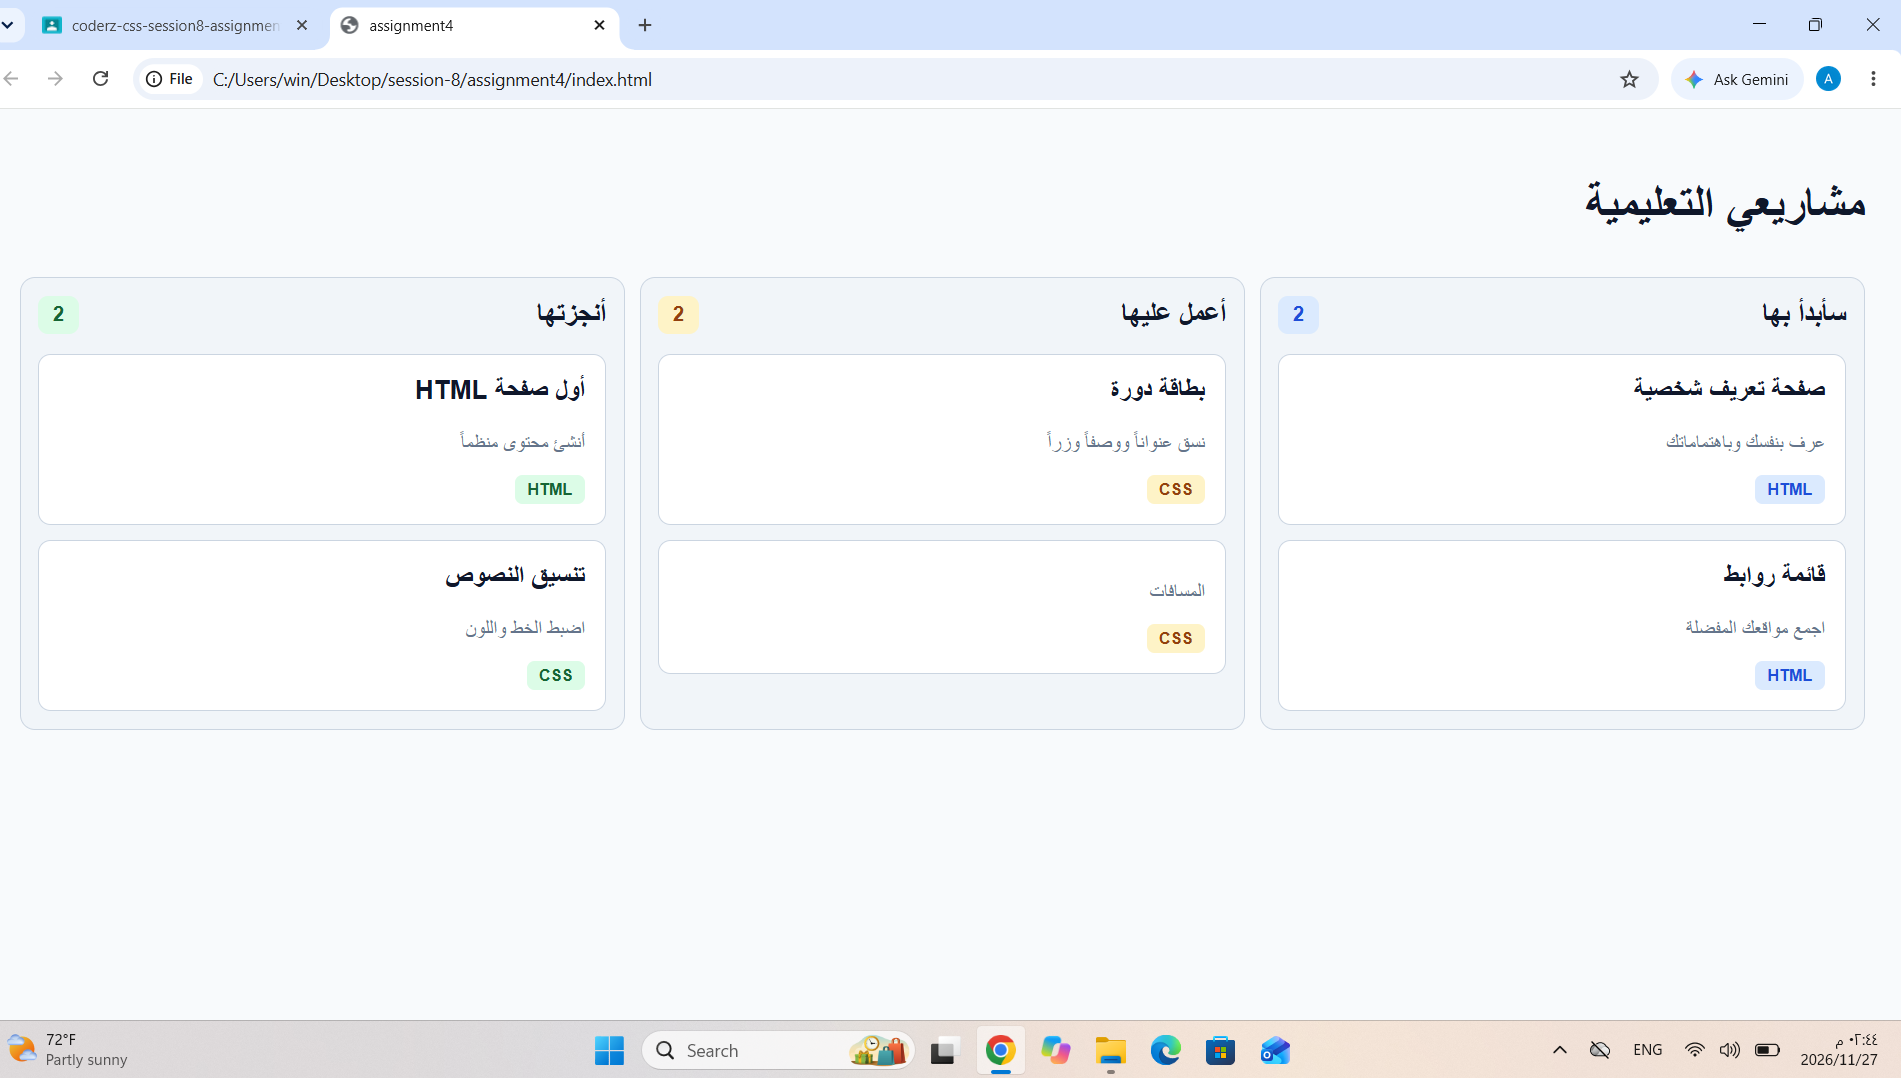 coderz-css-session8-assignmen
assignment4
File
C:/Users/win/Desktop/session-8/assignment4/index.html
Ask Gemini
A
مشاريعي التعليمية
سأبدأ بها
2
صفحة تعريف شخصية
عرف بنفسك وباهتماماتك
HTML
قائمة روابط
اجمع مواقعك المفضلة
HTML
أعمل عليها
2
بطاقة دورة
نسق عنواناً ووصفاً وزراً
CSS
المسافات
CSS
أنجزتها
2
أول صفحة HTML
أنشئ محتوى منظماً
HTML
تنسيق النصوص
اضبط الخط واللون
CSS
72°F
Partly sunny
Search
ENG
٠٢:٤٤ م
2026/11/27